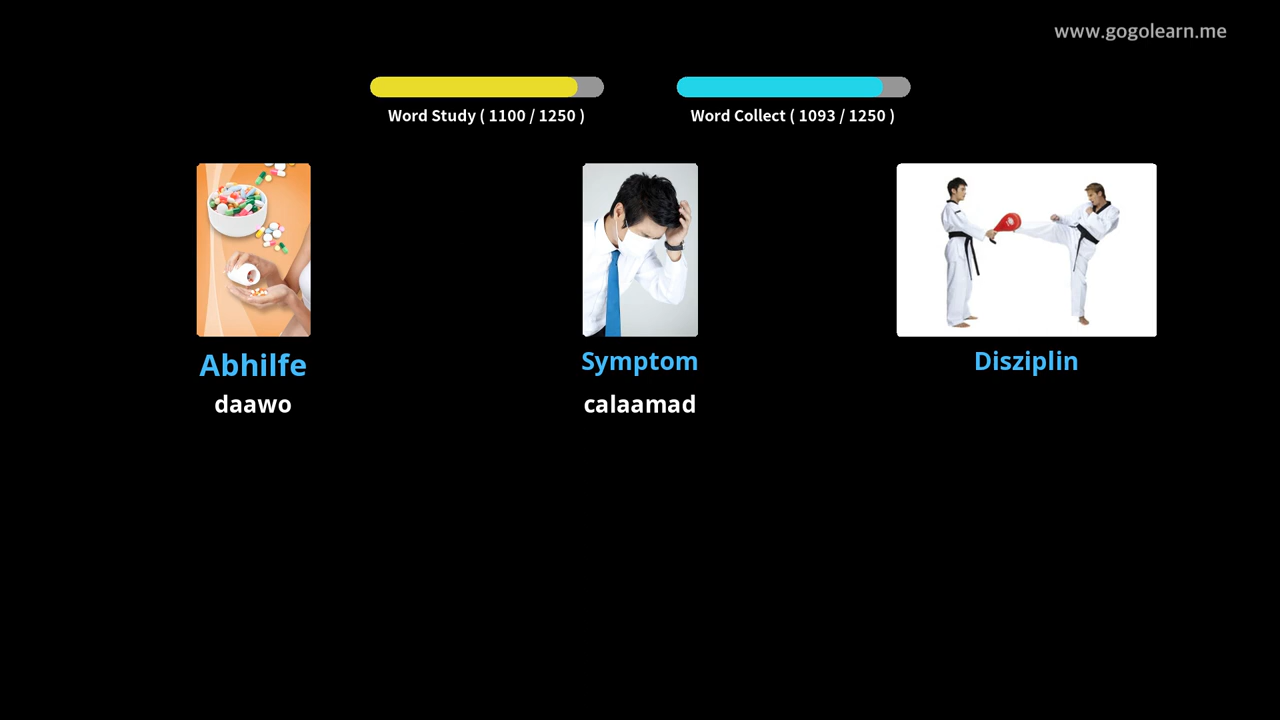 www.gogolearn.me
Word Study ( 1100 / 1250 )
Word Collect ( 1093 / 1250 )
Abhilfe
daawo
Symptom
calaamad
Disziplin